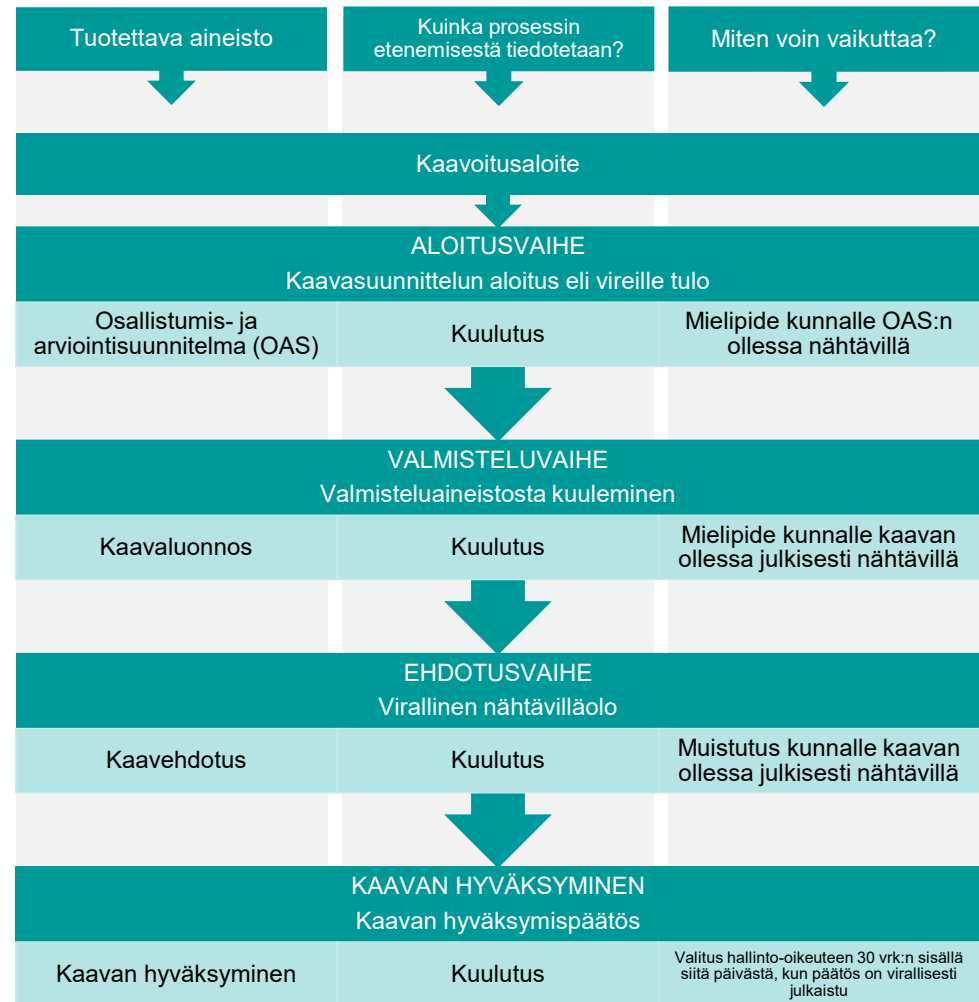 Tuotettava aineisto
Kuinka prosessin
etenemisestä tiedotetaan?
Miten voin vaikuttaa?
Kaavoitusaloite
ALOITUSVAIHE
Kaavasuunnittelun aloitus eli vireille tulo
Osallistumis- ja
arviointisuunnitelma (OAS)
Kuulutus
Mielipide kunnalle OAS:n
ollessa nähtävillä
VALMISTELUVAIHE
Valmisteluaineistosta kuuleminen
Kaavaluonnos
Kuulutus
Mielipide kunnalle kaavan
ollessa julkisesti nähtävillä
EHDOTUSVAIHE
Virallinen nähtävilläolo
Kaavehdotus
Kuulutus
Muistutus kunnalle kaavan
ollessa julkisesti nähtävillä
KAAVAN HYVÄKSYMINEN
Kaavan hyväksymispäätös
Kaavan hyväksyminen
Kuulutus
Valitus hallinto-oikeuteen 30 vrk:n sisällä
siitä päivästä, kun päätös on virallisesti
julkaistu